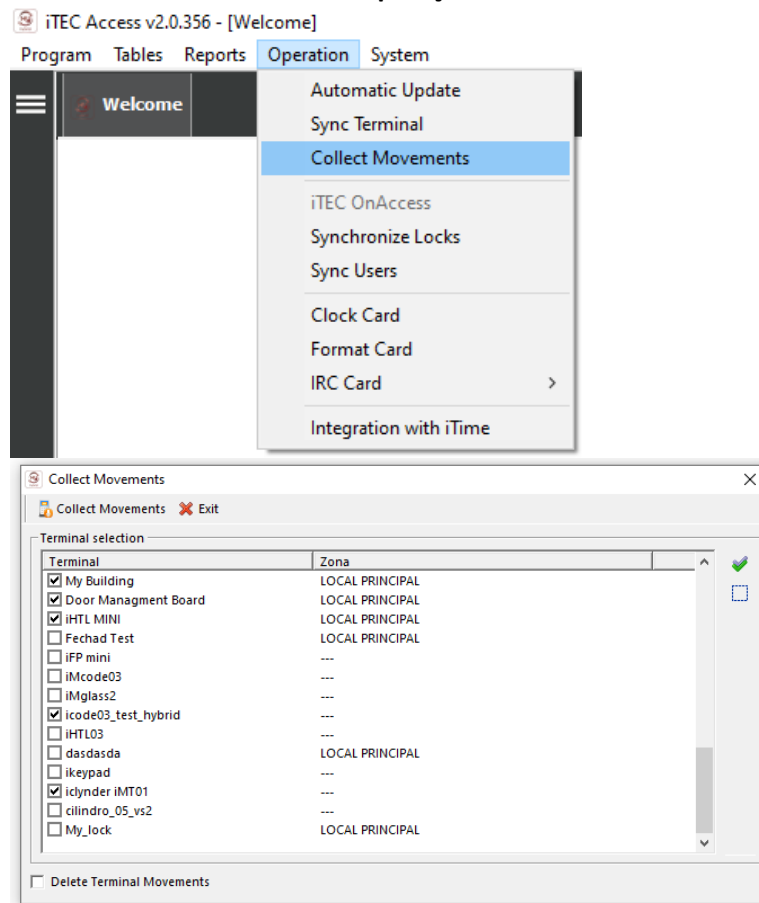 iTEC Access v2.0.356 - [Welcome]
Program Tables Reports Operation System
Welcome
Automatic Update
Sync Terminal
Collect Movements
iTEC OnAccess
Synchronize Locks
Sync Users
Clock Card
Format Card
IRC Card >
Integration with iTime
Collect Movements
Collect Movements Exit
Terminal selection
Terminal Zona
My Building LOCAL PRINCIPAL
Door Managment Board LOCAL PRINCIPAL
iHTL MINI LOCAL PRINCIPAL
Fechad Test LOCAL PRINCIPAL
iFP mini ---
iMcode03 ---
iMglass2 ---
icode03_test_hybrid ---
iHTL03 ---
dasdasda LOCAL PRINCIPAL
ikeypad ---
iclynder iMT01 ---
cilindro_05_vs2 ---
My_lock LOCAL PRINCIPAL
Delete Terminal Movements